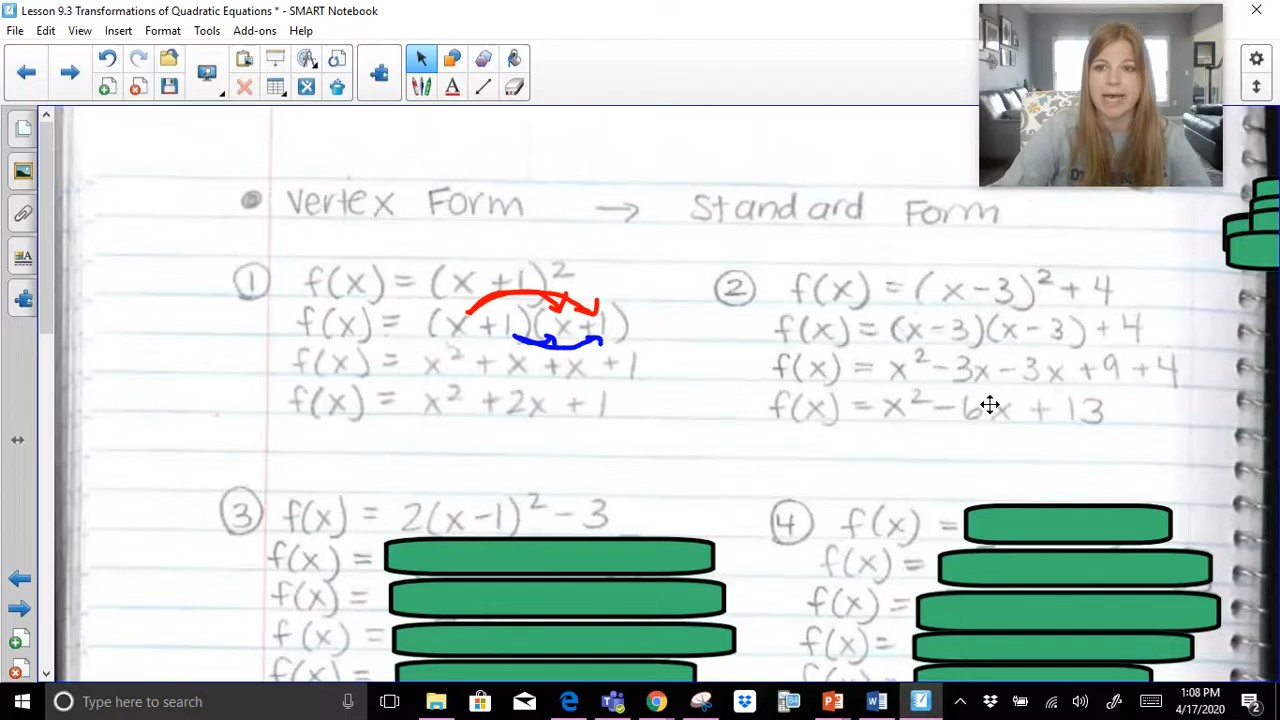 Lesson 9.3 Transformations of Quadratic Equations * - SMART Notebook
File Edit View Insert Format Tools Add-ons Help
Vertex Form → Standard Form
① f(x) = (x +1)²
f(x) = (x +1)(x +1)
f(x) = x² + x + x + 1
f(x) = x² + 2x + 1
② f(x) = (x-3)² + 4
f(x) = (x-3)(x-3) + 4
f(x) = x² - 3x - 3x + 9 + 4
f(x) = x² - 6x + 13
③ f(x) = 2(x-1)² - 3
f(x) =
f(x) =
f(x) =
f(x) =
④ f(x) =
f(x) =
f(x) =
f(x) =
Type here to search
1:08 PM
4/17/2020
2